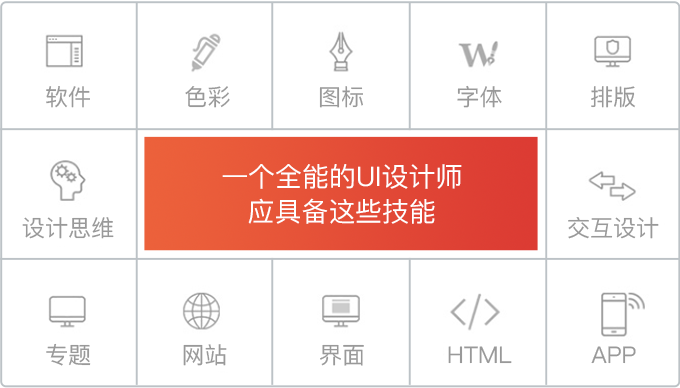 软件
色彩
图标
字体
排版
设计思维
一个全能的UI设计师
应具备这些技能
交互设计
专题
网站
界面
HTML
APP